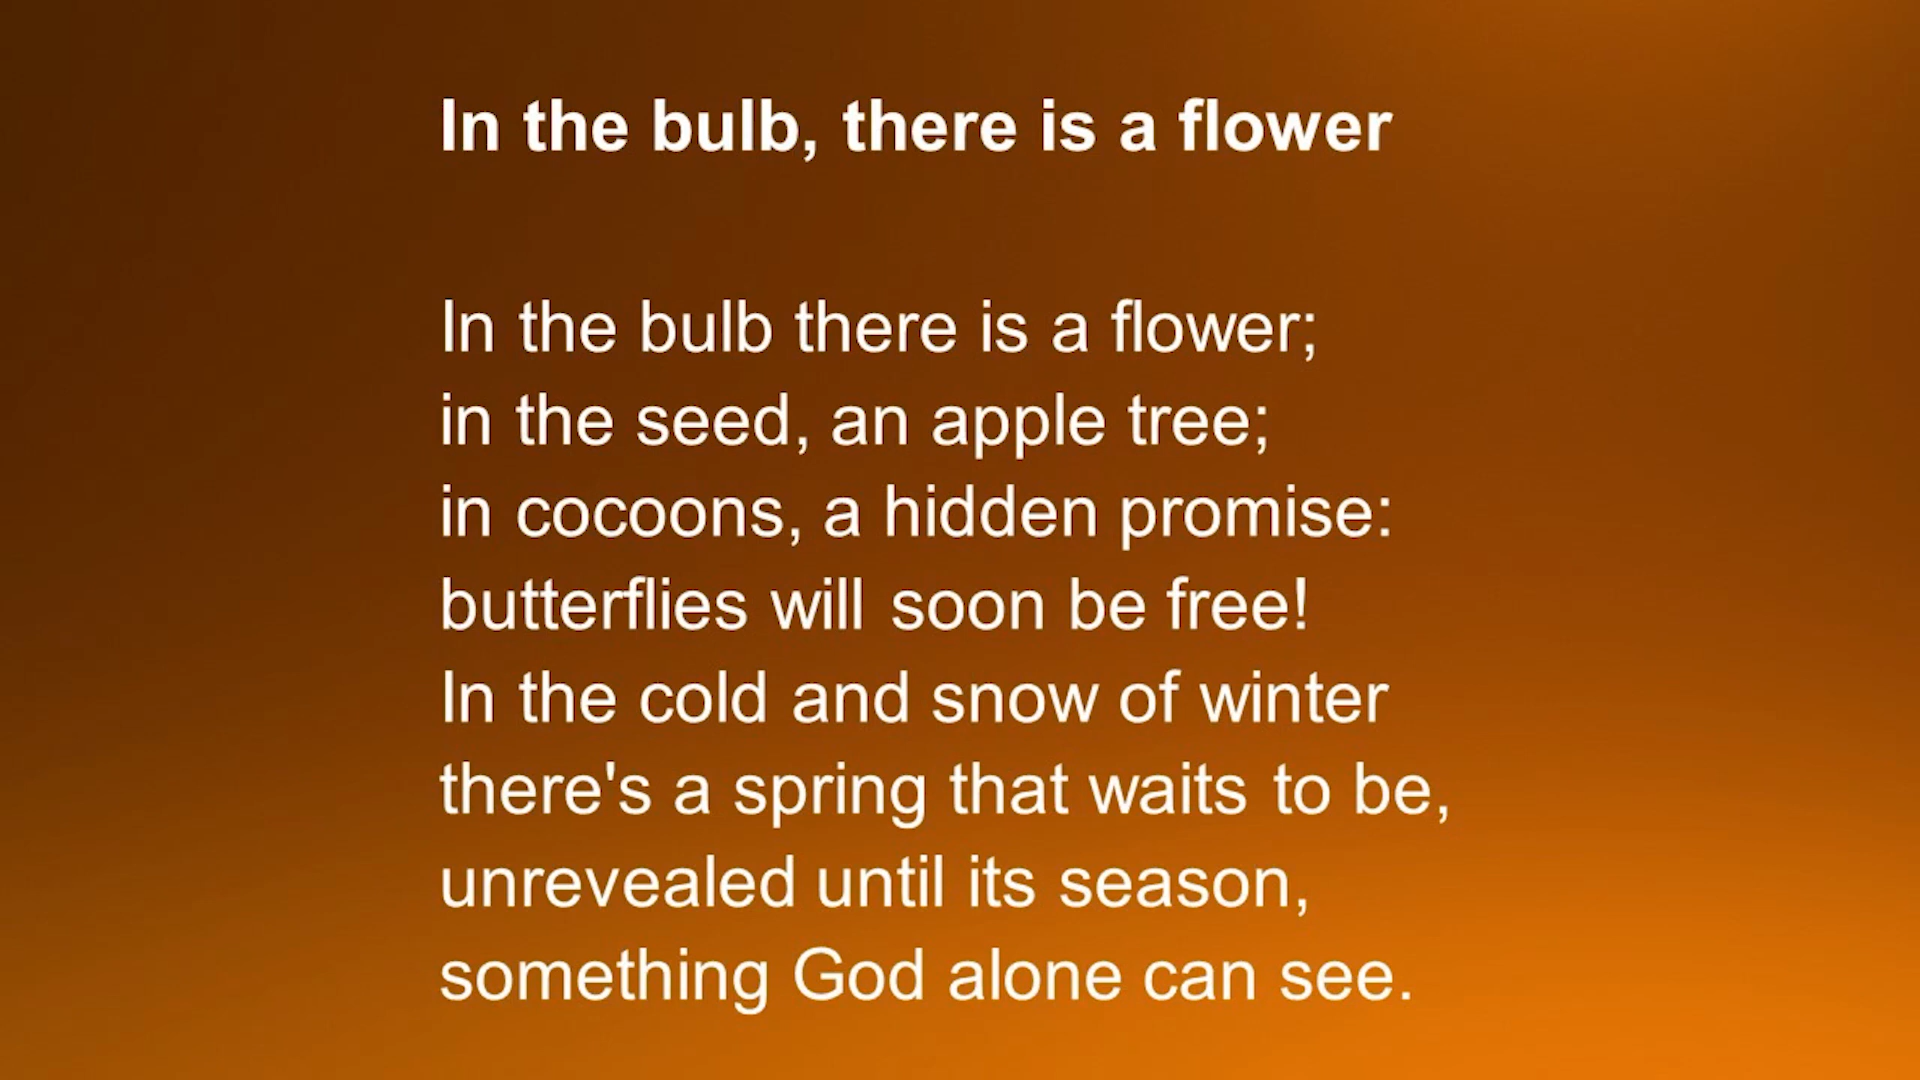 In the bulb, there is a flower
In the bulb there is a flower;
in the seed, an apple tree;
in cocoons, a hidden promise:
butterflies will soon be free!
In the cold and snow of winter
there's a spring that waits to be,
unrevealed until its season,
something God alone can see.